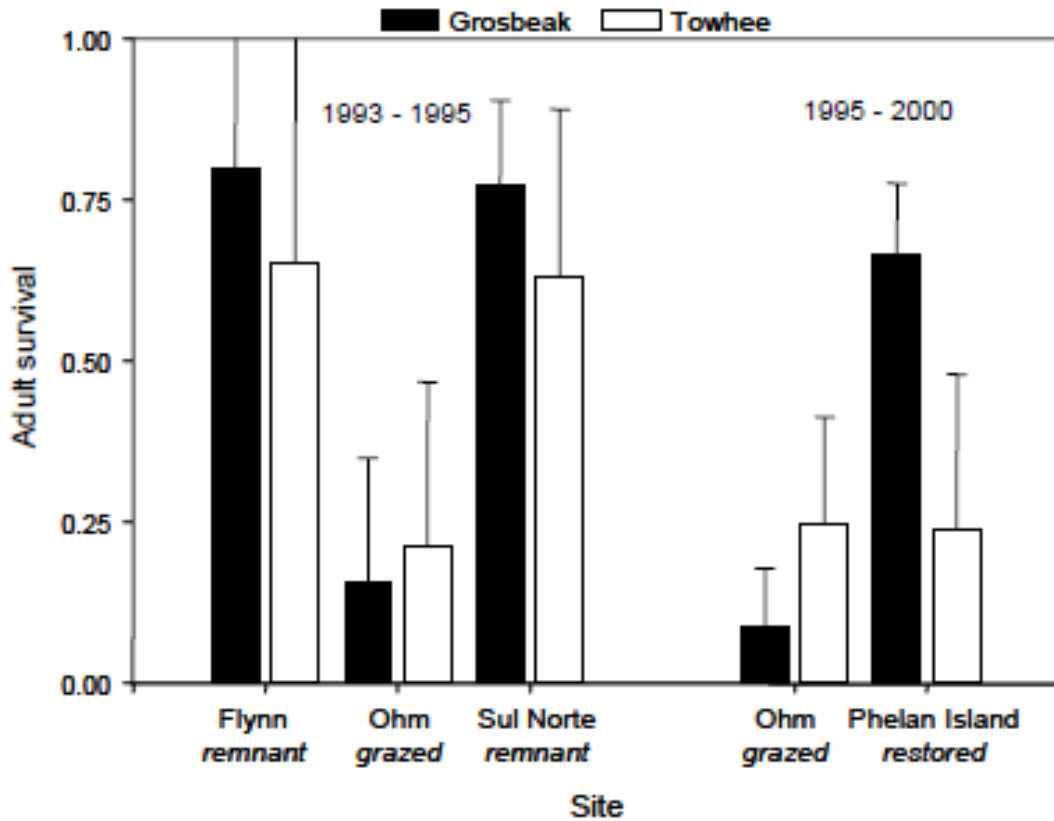 Grosbeak Towhee
1.00
1993 - 1995
1995 - 2000
0.75
Adult survival
0.50
0.25
0.00
Flynn Ohm Sul Norte Ohm Phelan Island
remnant grazed remnant grazed restored
Site